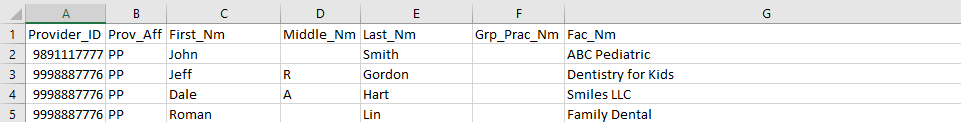 A B C D E F G
1 Provider_ID Prov_Aff First_Nm Middle_Nm Last_Nm Grp_Prac_Nm Fac_Nm
2 9891117777 PP John Smith ABC Pediatric
3 9998887776 PP Jeff R Gordon Dentistry for Kids
4 9998887776 PP Dale A Hart Smiles LLC
5 9998887776 PP Roman Lin Family Dental